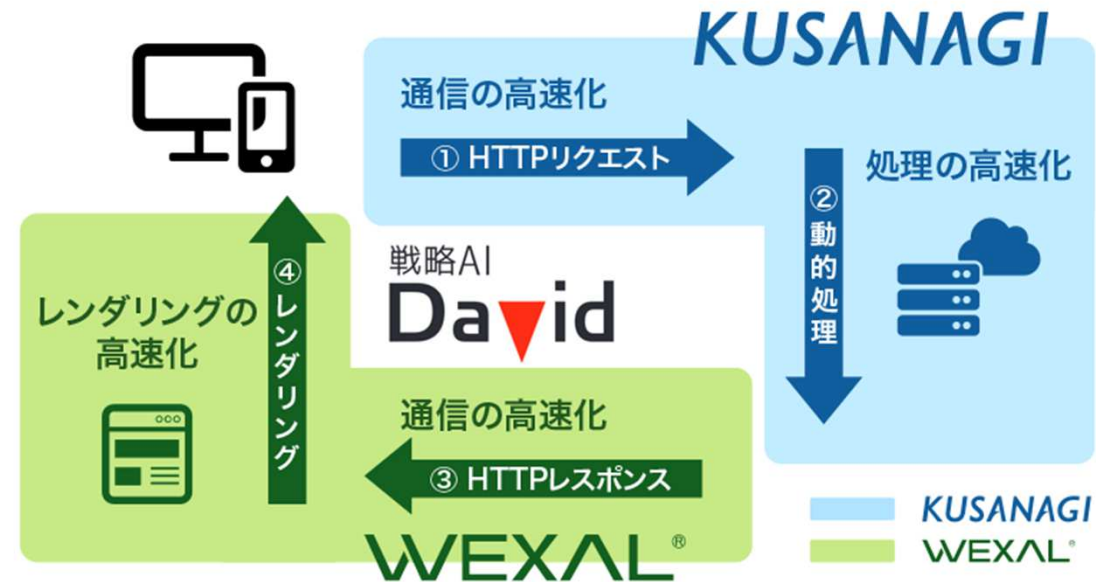 KUSANAGI
通信の高速化
① HTTPリクエスト
処理の高速化
②動的処理
戦略AI
David
レンダリングの
高速化
④レンダリング
通信の高速化
③ HTTPレスポンス
WEXAL®
KUSANAGI
WEXAL®